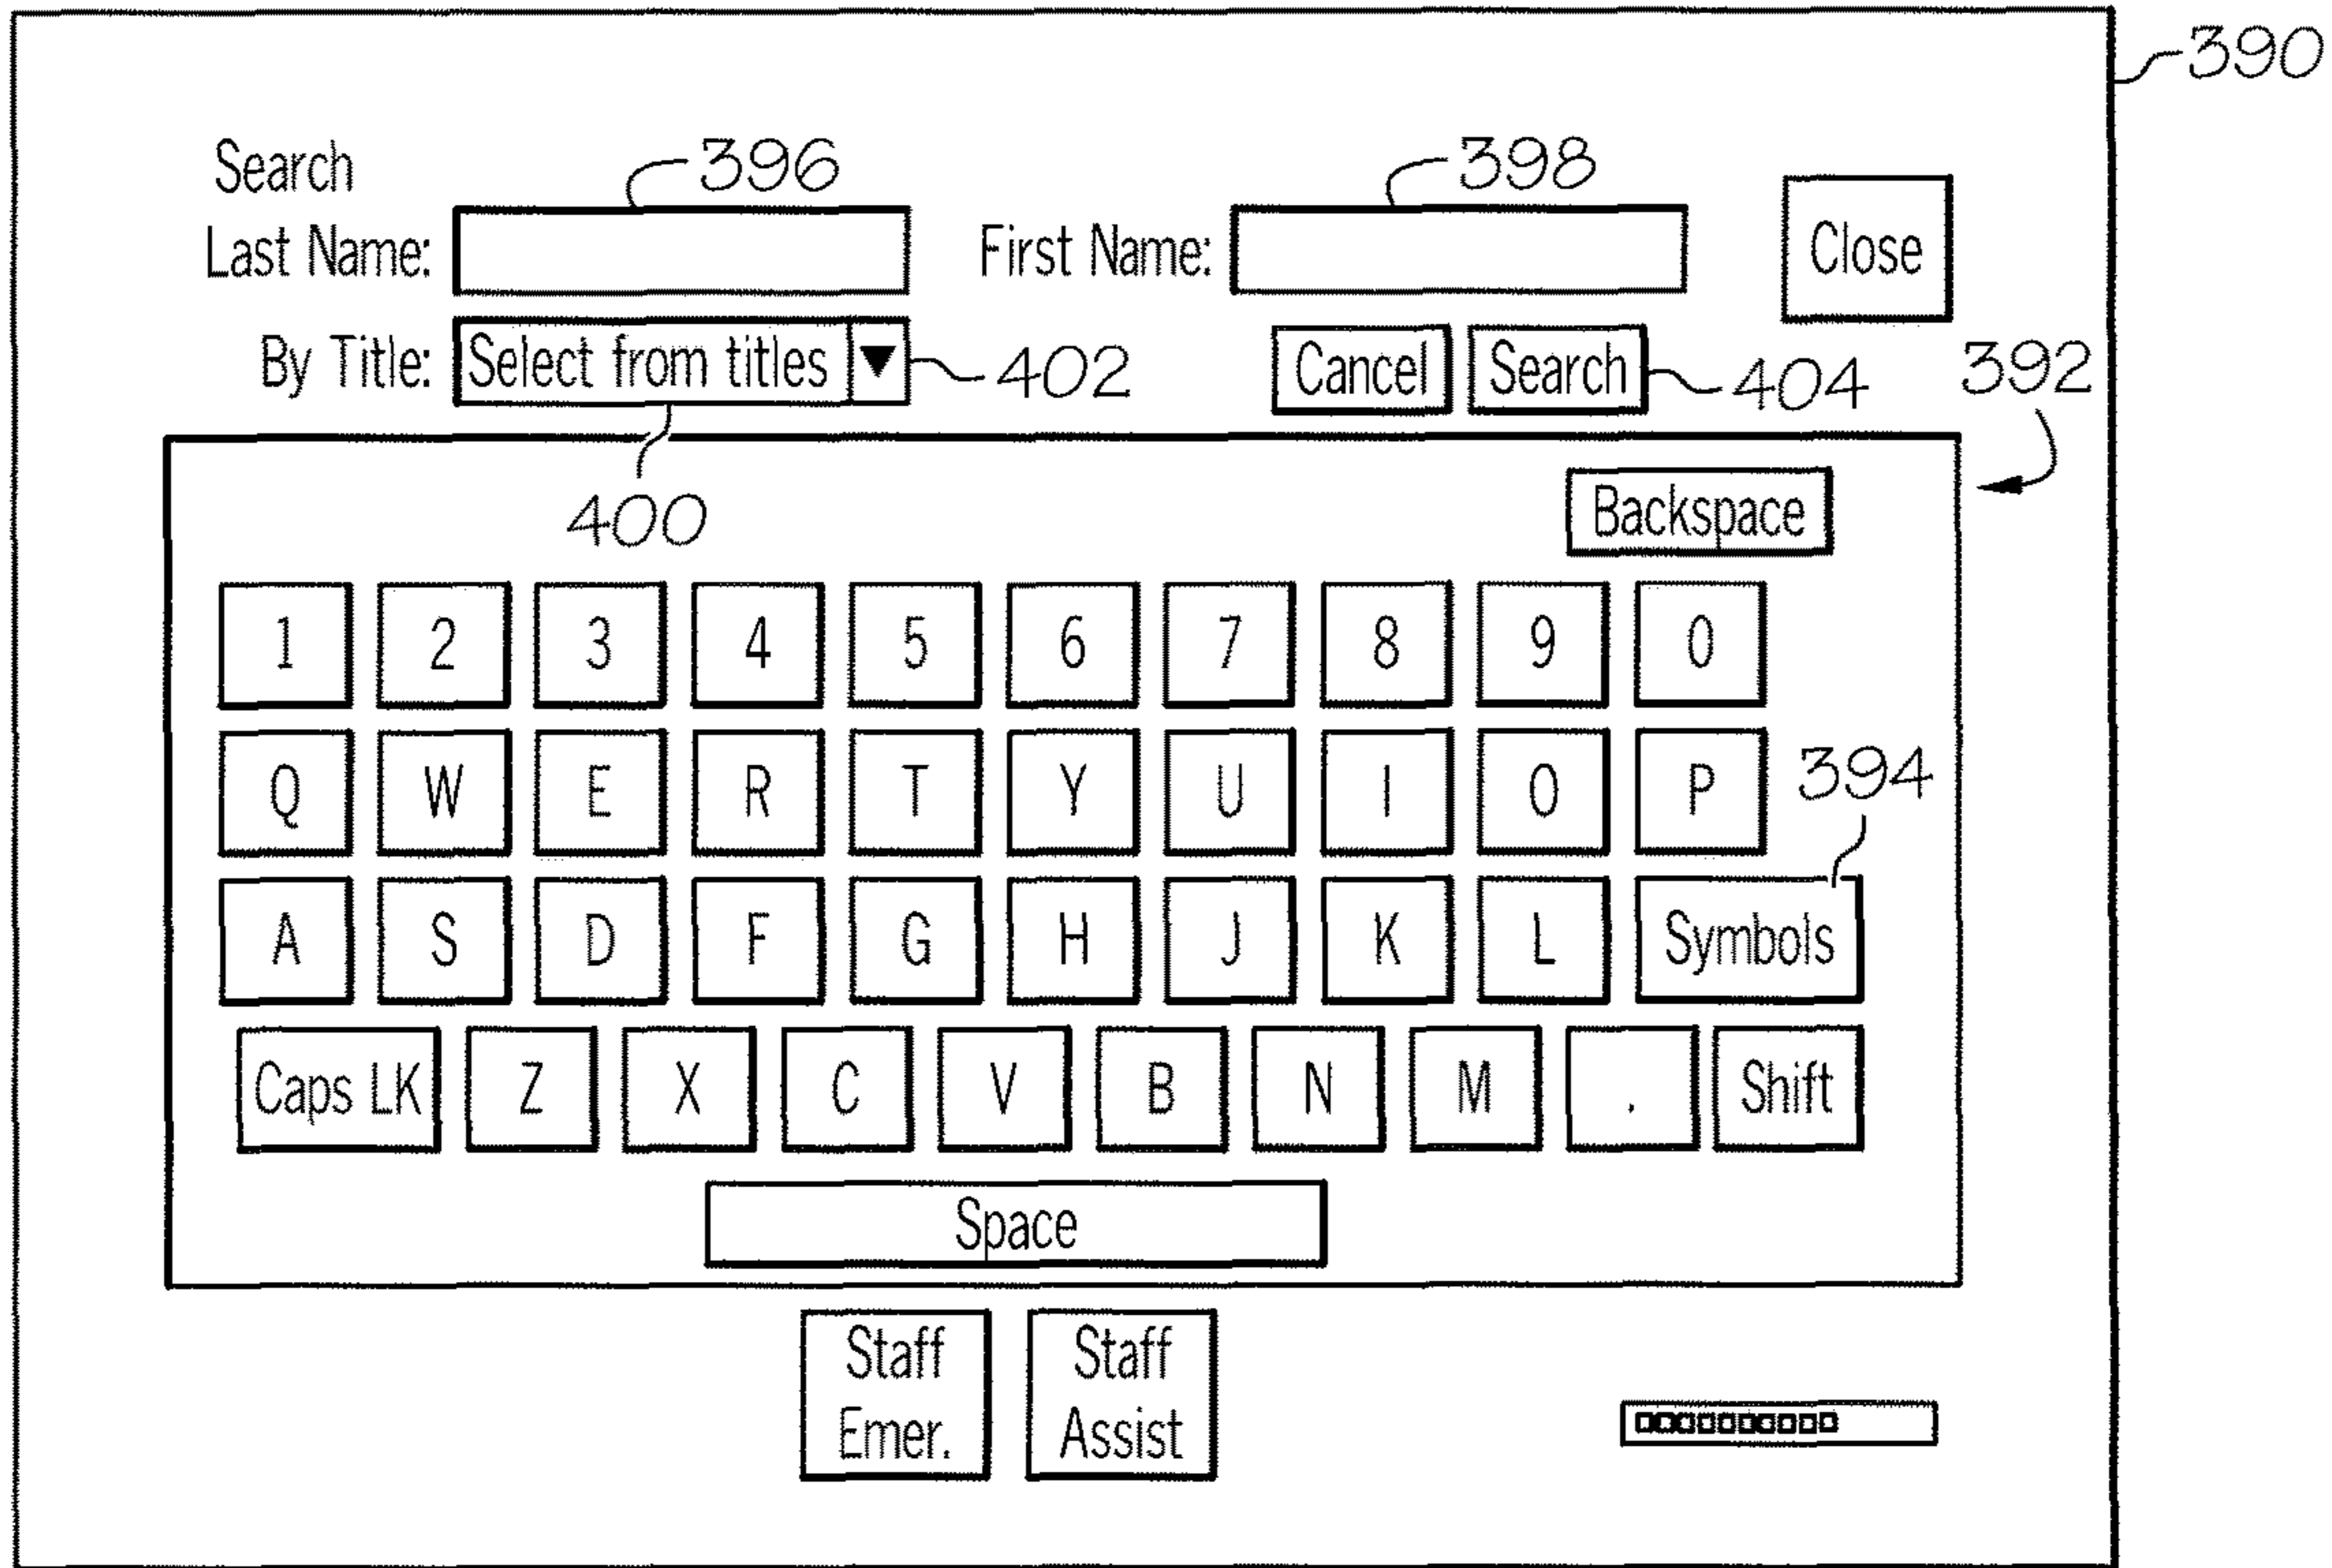 390
Search
396
398
Last Name:
First Name:
Close
By Title: Select from titles
402
Cancel
Search
404
392
400
Backspace
1 2 3 4 5 6 7 8 9 0
Q W E R T Y U I O P
394
A S D F G H J K L Symbols
Caps LK Z X C V B N M . Shift
Space
Staff
Emer.
Staff
Assist